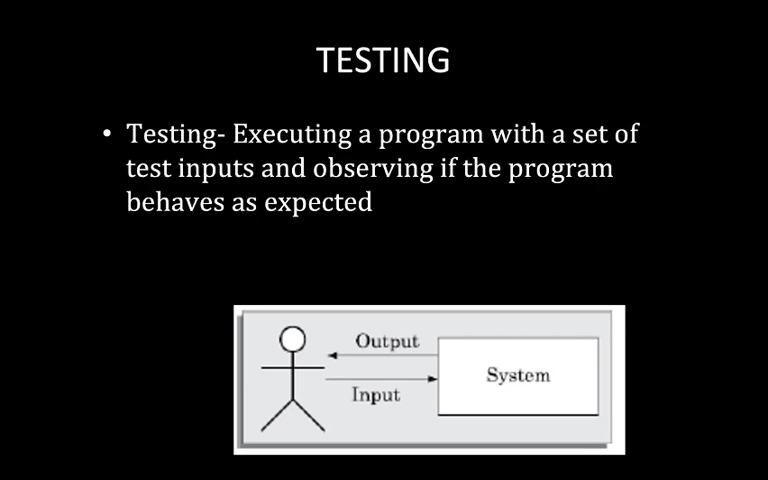 TESTING
• Testing- Executing a program with a set of
test inputs and observing if the program
behaves as expected
Output
System
Input